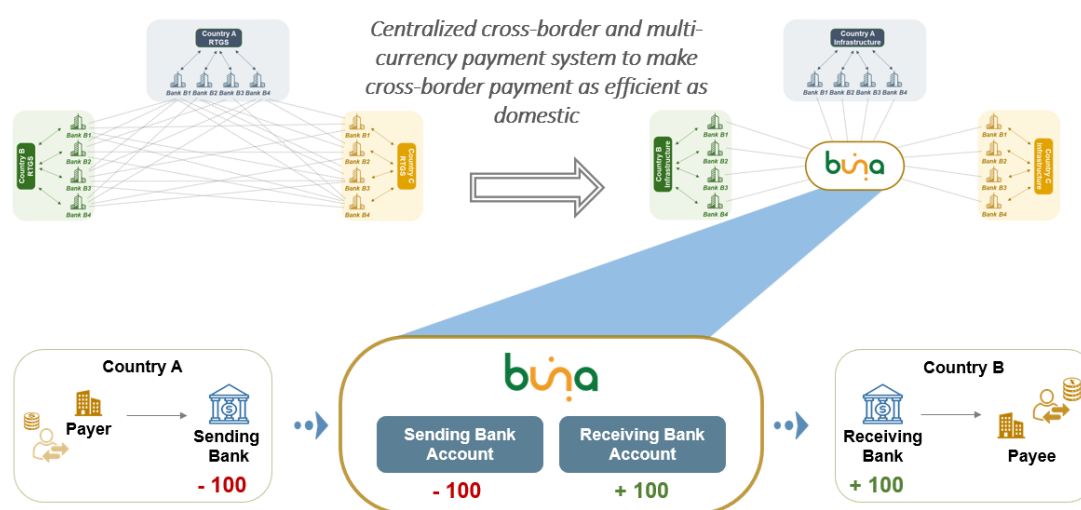 Country A
RTGS
Bank B1 Bank B2 Bank B3 Bank B4
Centralized cross-border and multi-
currency payment system to make
cross-border payment as efficient as
domestic
Country A
Infrastructure
Bank B1 Bank B2 Bank B3 Bank B4
Country B
RTGS
Bank B1
Bank B2
Bank B3
Bank B4
Bank B1
Bank B2
Bank B3
Bank B4
Country C
RTGS
Country B
Infrastructure
Bank B1
Bank B2
Bank B3
Bank B4
buna
Bank B1
Bank B2
Bank B3
Bank B4
Country C
Infrastructure
Country A
Payer
Sending
Bank
- 100
buna
Sending Bank
Account
- 100
Receiving Bank
Account
+ 100
Country B
Receiving
Bank
+ 100
Payee